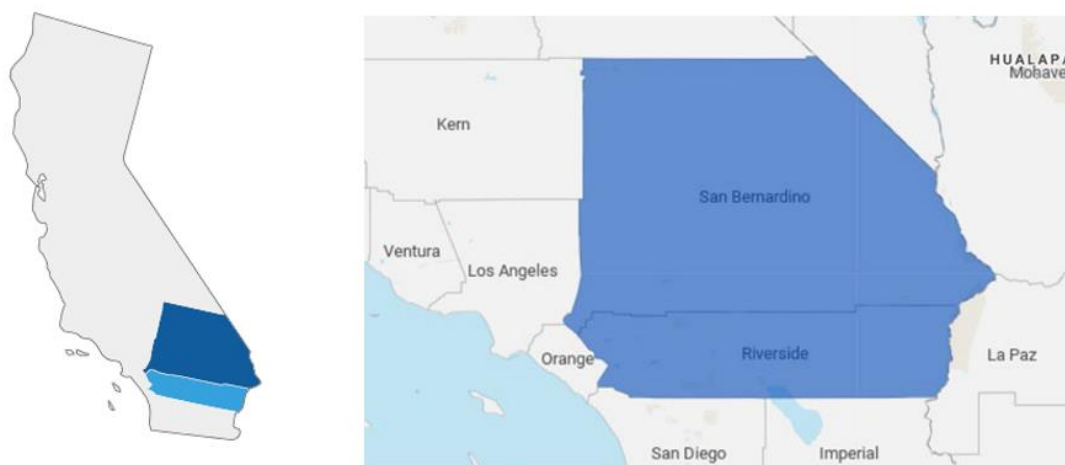 HUALAPA
Mohave
Kern
San Bernardino
Ventura
Los Angeles
Orange
Riverside
La Paz
San Diego
Imperial